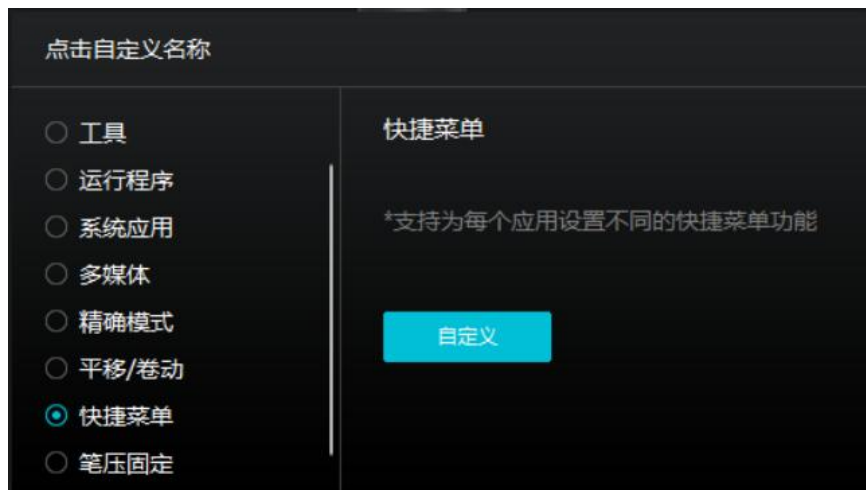 点击自定义名称
工具
运行程序
系统应用
多媒体
精确模式
平移/卷动
快捷菜单
笔压固定
快捷菜单
*支持为每个应用设置不同的快捷菜单功能
自定义